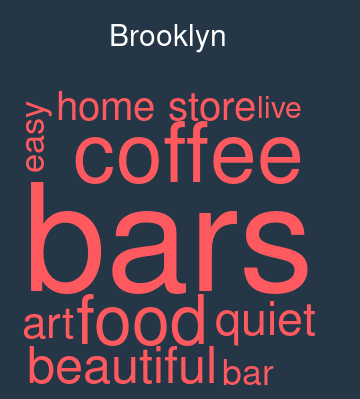 Brooklyn
easy
home store live
coffee
bars
art food quiet
beautiful bar